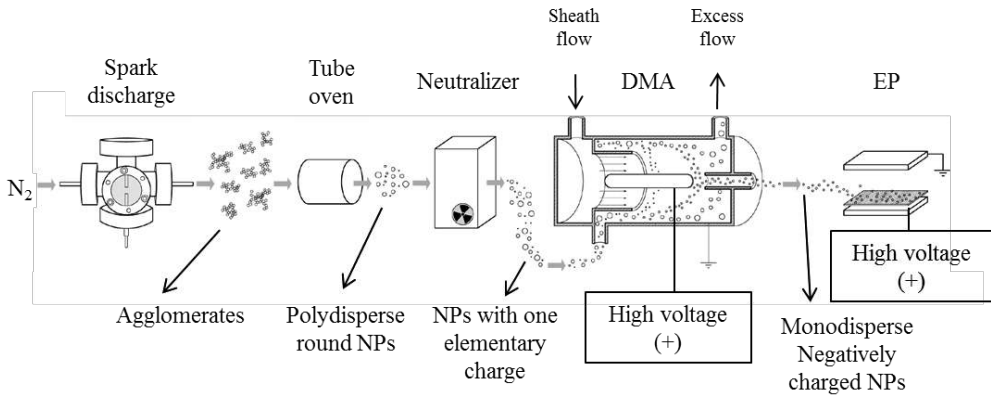 Sheath
flow
Excess
flow
Spark
discharge
Tube
oven
Neutralizer
DMA
EP
N2
Agglomerates
Polydisperse
round NPs
NPs with one
elementary
charge
High voltage
(+)
Monodisperse
Negatively
charged NPs
High voltage
(+)